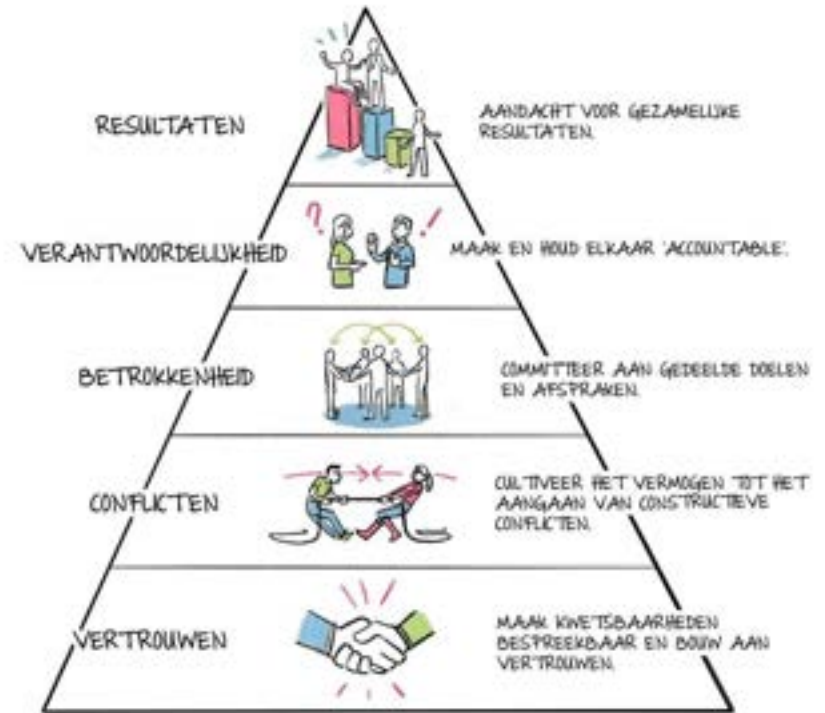 RESULTATEN
AANDACHT VOOR GEZAMELIJKE
RESULTATEN.
?
!
VERANTWOORDELIJKHEID
MAAK EN HOUD ELKAAR 'ACCOUNTABLE'.
BETROKKENHEID
COMMITTEER AAN GEDEELDE DOELEN
EN AFSPRAKEN.
CONFLICTEN
CULTIVEER HET VERMOGEN TOT HET
AANGAAN VAN CONSTRUCTIEVE
CONFLICTEN.
VERTROUWEN
MAAK KWETSBAARHEDEN
BESPREEKBAAR EN BOUW AAN
VERTROUWEN.